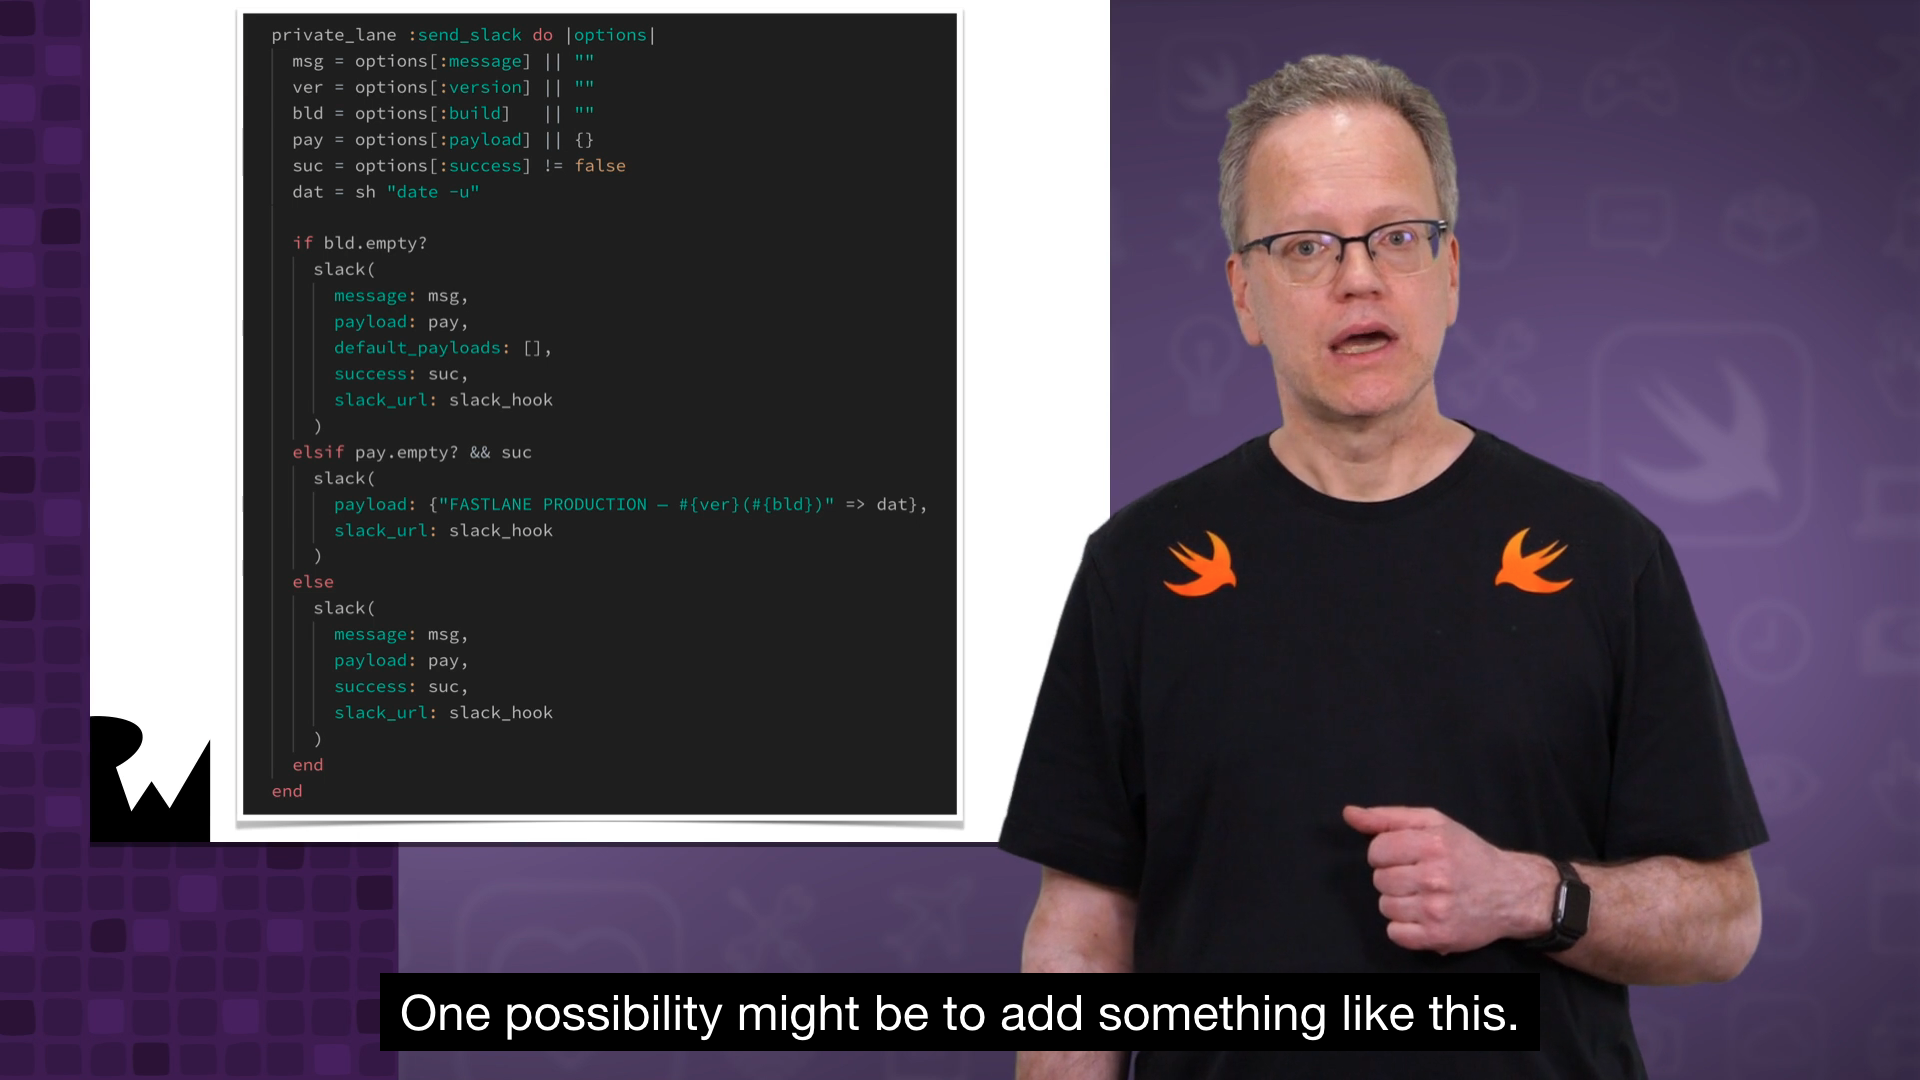 private_lane :send_slack do |options|
msg = options[:message] || ""
ver = options[:version] || ""
bld = options[:build]   || ""
pay = options[:payload] || {}
suc = options[:success] != false
dat = sh "date -u"
if bld.empty?
slack(
message: msg,
payload: pay,
default_payloads: [],
success: suc,
slack_url: slack_hook
)
elsif pay.empty? && suc
slack(
payload: {"FASTLANE PRODUCTION – #{ver}(#{bld})" => dat},
slack_url: slack_hook
)
else
slack(
message: msg,
payload: pay,
success: suc,
slack_url: slack_hook
)
end
end
RW
One possibility might be to add something like this.